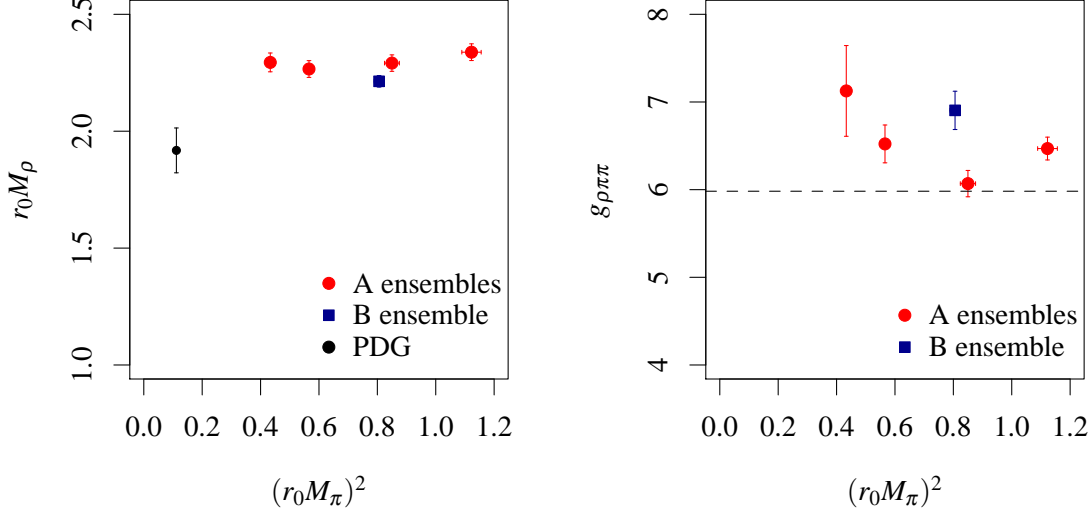 2.5
2.0
1.5
1.0
r₀Mρ
A ensembles
B ensemble
PDG
0.0 0.2 0.4 0.6 0.8 1.0 1.2
(r₀Mπ)²
8
7
6
5
4
gρππ
A ensembles
B ensemble
0.0 0.2 0.4 0.6 0.8 1.0 1.2
(r₀Mπ)²